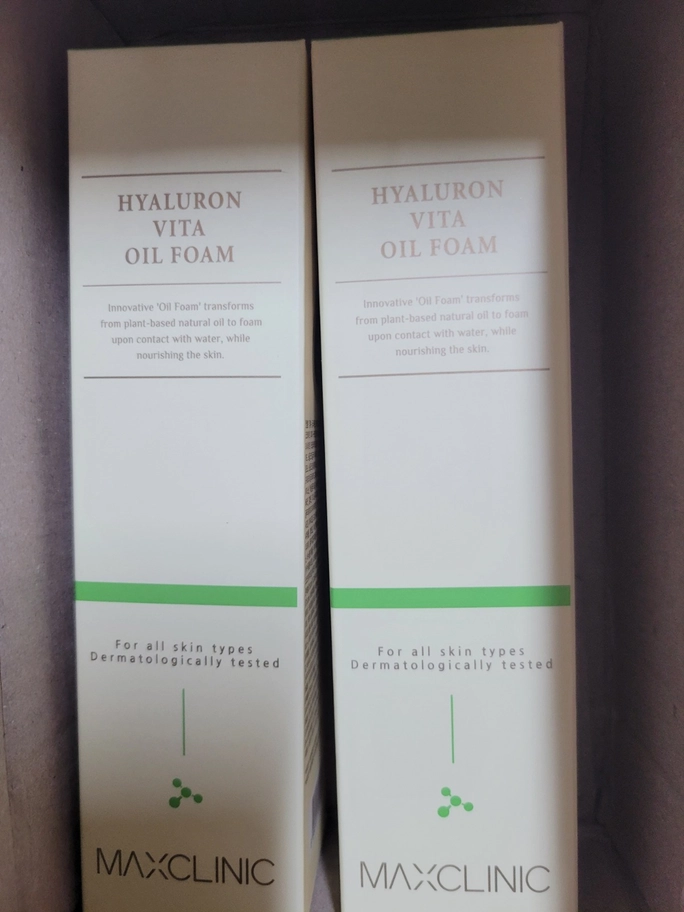 HYALURON
VITA
OIL FOAM
Innovative 'Oil Foam' transforms
from plant-based natural oil to foam
upon contact with water, while
nourishing the skin.
For all skin types
Dermatologically tested
MAXCLINIC
HYALURON
VITA
OIL FOAM
Innovative 'Oil Foam' transforms
from plant-based natural oil to foam
upon contact with water, while
nourishing the skin.
For all skin types
Dermatologically tested
MAXCLINIC